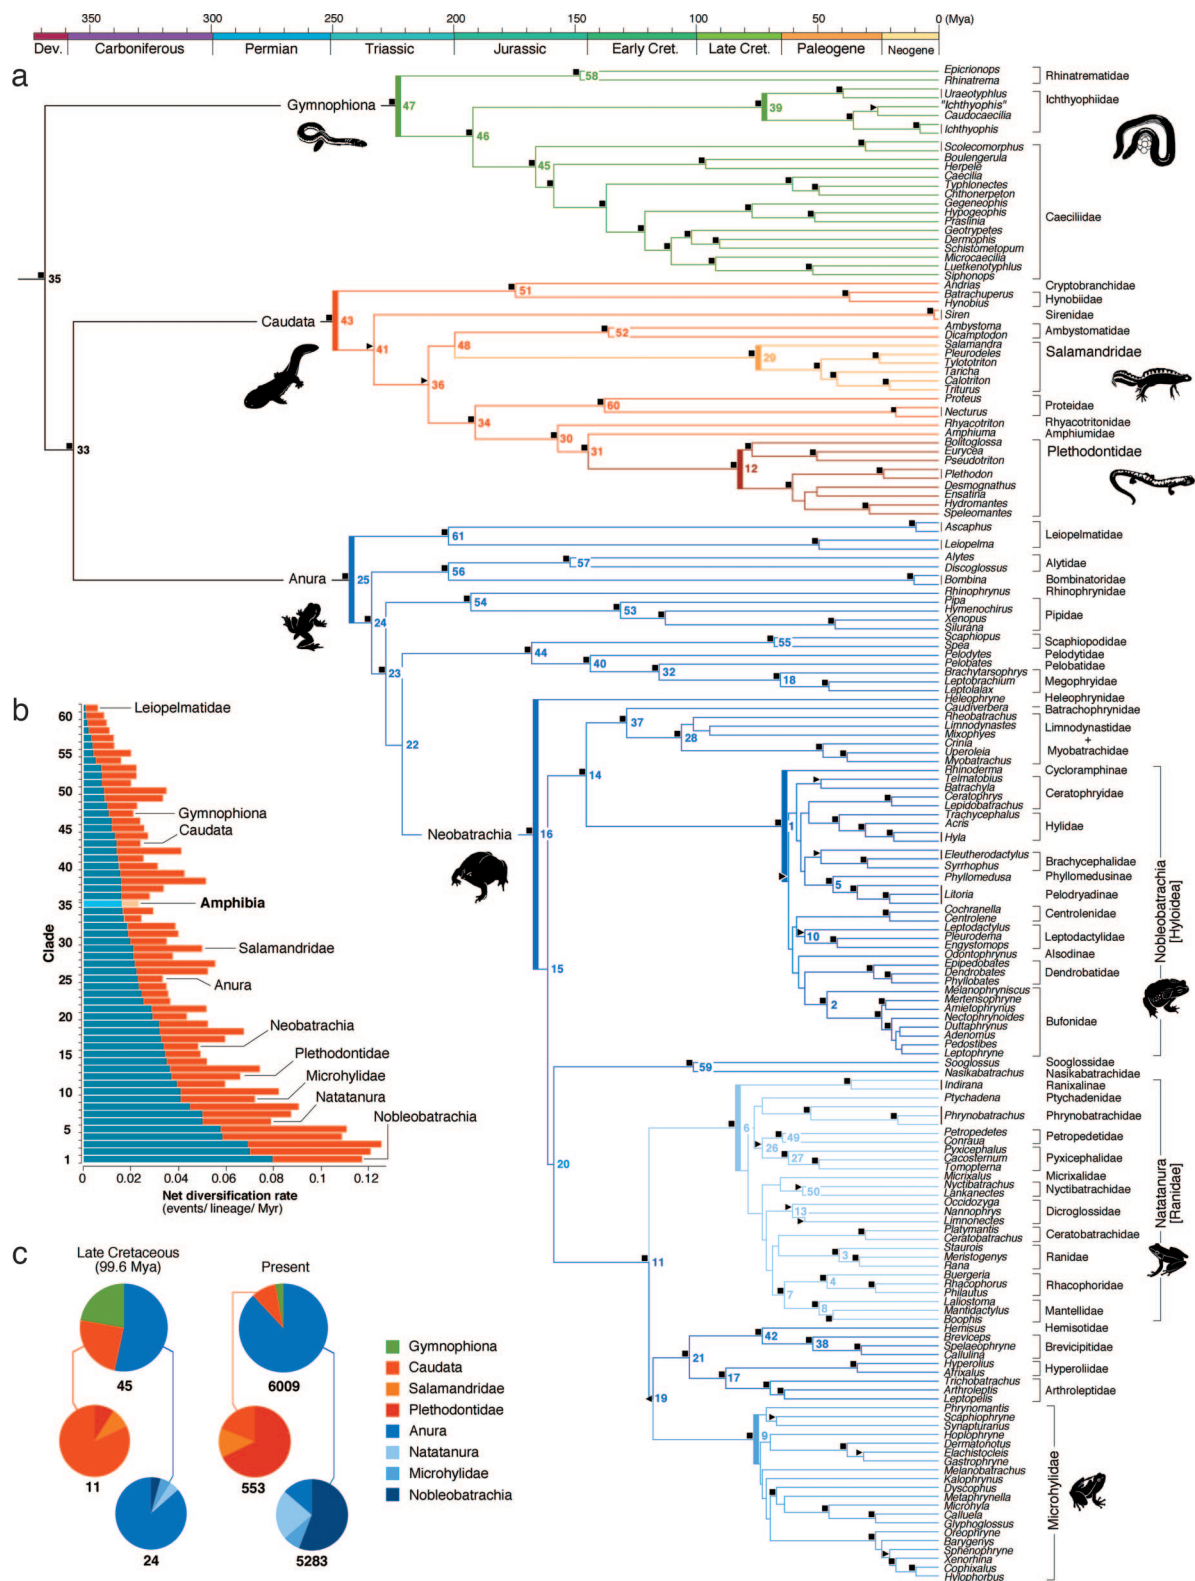 350 300 250 200 150 100 50 0 (Mya)
Dev. Carboniferous Permian Triassic Jurassic Early Cret. Late Cret. Paleogene Neogene
a
Gymnophiona
Caudata
Anura
Neobatrachia
35
33
47
46
45
58
39
43
41
51
36
48
52
29
34
60
30
31
12
25
61
24
56
57
54
53
23
44
55
40
32
18
22
16
14
37
28
1
5
10
2
15
59
20
6
49
26
27
50
13
3
4
7
8
11
42
38
21
17
19
9
Epicrionops
Rhinatrema
Uraeotyphlus
"Ichthyophis"
Caudocaecilia
Ichthyophis
Scolecomorphus
Boulengerula
Herpele
Caecilia
Typhlonectes
Chthonerpeton
Gegeneophis
Hypogeophis
Praslinia
Geotrypetes
Dermophis
Schistometopum
Microcaecilia
Luetkenotyphlus
Siphonops
Andrias
Batrachuperus
Hynobius
Siren
Ambystoma
Dicamptodon
Salamandra
Pleurodeles
Tylototriton
Taricha
Calotriton
Triturus
Proteus
Necturus
Rhyacotriton
Amphiuma
Bolitoglossa
Eurycea
Pseudotriton
Plethodon
Desmognathus
Ensatina
Hydromantes
Speleomantes
Ascaphus
Leiopelma
Alytes
Discoglossus
Bombina
Rhinophrynus
Pipa
Hymenochirus
Xenopus
Silurana
Scaphiopus
Spea
Pelodytes
Pelobates
Brachytarsophrys
Leptobrachium
Leptolalax
Heleophryne
Caudiverbera
Rheobatrachus
Limnodynastes
Mixophyes
Crinia
Uperoleia
Myobatrachus
Rhinoderma
Telmatobius
Batrachyla
Ceratophrys
Lepidobatrachus
Trachycephalus
Acris
Hyla
Eleutherodactylus
Syrrhophus
Phyllomedusa
Litoria
Cochranella
Centrolene
Leptodactylus
Pleurodema
Engystomops
Odontophrynus
Epipedobates
Dendrobates
Phyllobates
Melanophryniscus
Mertensophryne
Amietophrynus
Nectophrynoides
Duttaphrynus
Adenomus
Pedostibes
Leptophryne
Sooglossus
Nasikabatrachus
Indirana
Ptychadena
Phrynobatrachus
Petropedetes
Conraua
Pyxicephalus
Cacosternum
Tomopterna
Micrixalus
Nyctibatrachus
Lankanectes
Occidozyga
Nannophrys
Limnonectes
Platymantis
Ceratobatrachus
Staurois
Meristogenys
Rana
Buergeria
Rhacophorus
Philautus
Laliostoma
Mantidactylus
Boophis
Hemisus
Breviceps
Spelaeophryne
Callulina
Hyperolius
Afrixalus
Trichobatrachus
Arthroleptis
Leptopelis
Phrynomantis
Scaphiophryne
Synapturanus
Hoplophryne
Dermatonotus
Elachistocleis
Gastrophryne
Melanobatrachus
Kalophrynus
Dyscophus
Metaphrynella
Microhyla
Calluela
Glyphoglossus
Oreophryne
Barygenys
Sphenophryne
Xenorhina
Cophixalus
Hylophorbus
Rhinatrematidae
Ichthyophiidae
Caeciliidae
Cryptobranchidae
Hynobiidae
Sirenidae
Ambystomatidae
Salamandridae
Proteidae
Rhyacotritonidae
Amphiumidae
Plethodontidae
Leiopelmatidae
Alytidae
Bombinatoridae
Rhinophrynidae
Pipidae
Scaphiopodidae
Pelodytidae
Pelobatidae
Megophryidae
Heleophrynidae
Batrachophrynidae
Limnodynastidae
+
Myobatrachidae
Cycloramphinae
Ceratophryidae
Hylidae
Brachycephalidae
Phyllomedusinae
Pelodryadinae
Centrolenidae
Leptodactylidae
Alsodinae
Dendrobatidae
Bufonidae
Sooglossidae
Nasikabatrachidae
Ranixalinae
Ptychadenidae
Phrynobatrachidae
Petropedetidae
Pyxicephalidae
Micrixalidae
Nyctibatrachidae
Dicroglossidae
Ceratobatrachidae
Ranidae
Rhacophoridae
Mantellidae
Hemisotidae
Brevicipitidae
Hyperoliidae
Arthroleptidae
Microhylidae
Nobleobatrachia
[Hyloidea]
Natatanura
[Ranidae]
b
Clade
60
55
50
45
40
35
30
25
20
15
10
5
1
Leiopelmatidae
Gymnophiona
Caudata
Amphibia
Salamandridae
Anura
Neobatrachia
Plethodontidae
Microhylidae
Natatanura
Nobleobatrachia
0 0.02 0.04 0.06 0.08 0.1 0.12
Net diversification rate
(events/ lineage/ Myr)
c
Late Cretaceous
(99.6 Mya)
Present
45
6009
11
553
24
5283
Gymnophiona
Caudata
Salamandridae
Plethodontidae
Anura
Natatanura
Microhylidae
Nobleobatrachia